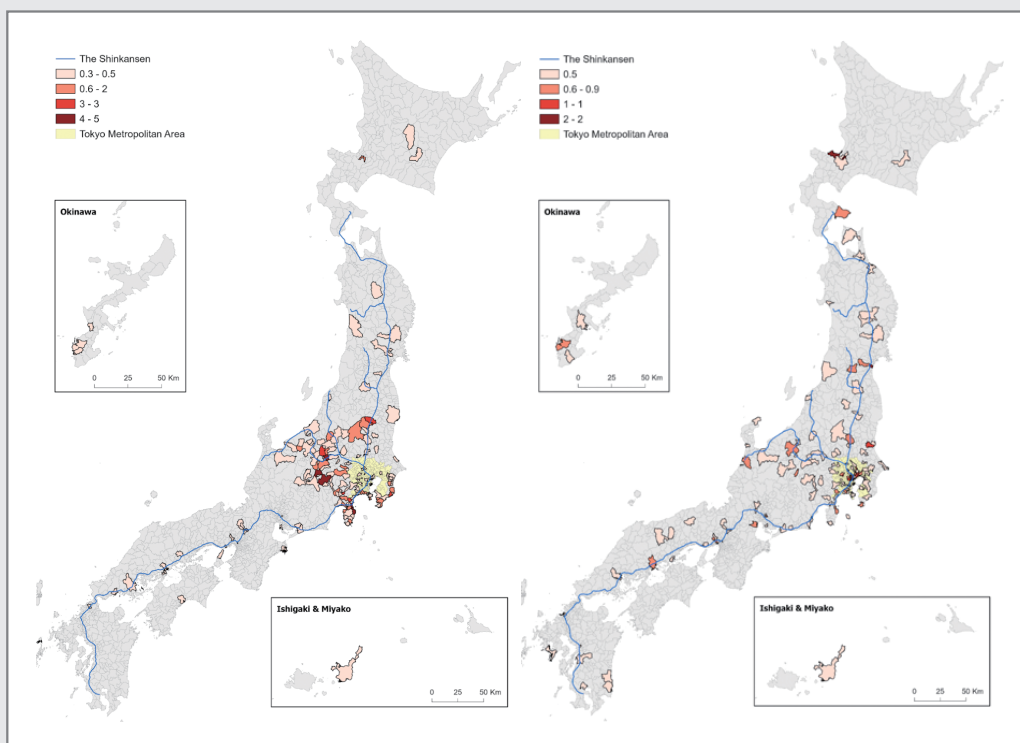 The Shinkansen
0.3 - 0.5
0.6 - 2
3 - 3
4 - 5
Tokyo Metropolitan Area
Okinawa
0 25 50 Km
Ishigaki & Miyako
0 25 50 Km
The Shinkansen
0.5
0.6 - 0.9
1 - 1
2 - 2
Tokyo Metropolitan Area
Okinawa
0 25 50 Km
Ishigaki & Miyako
0 25 50 Km